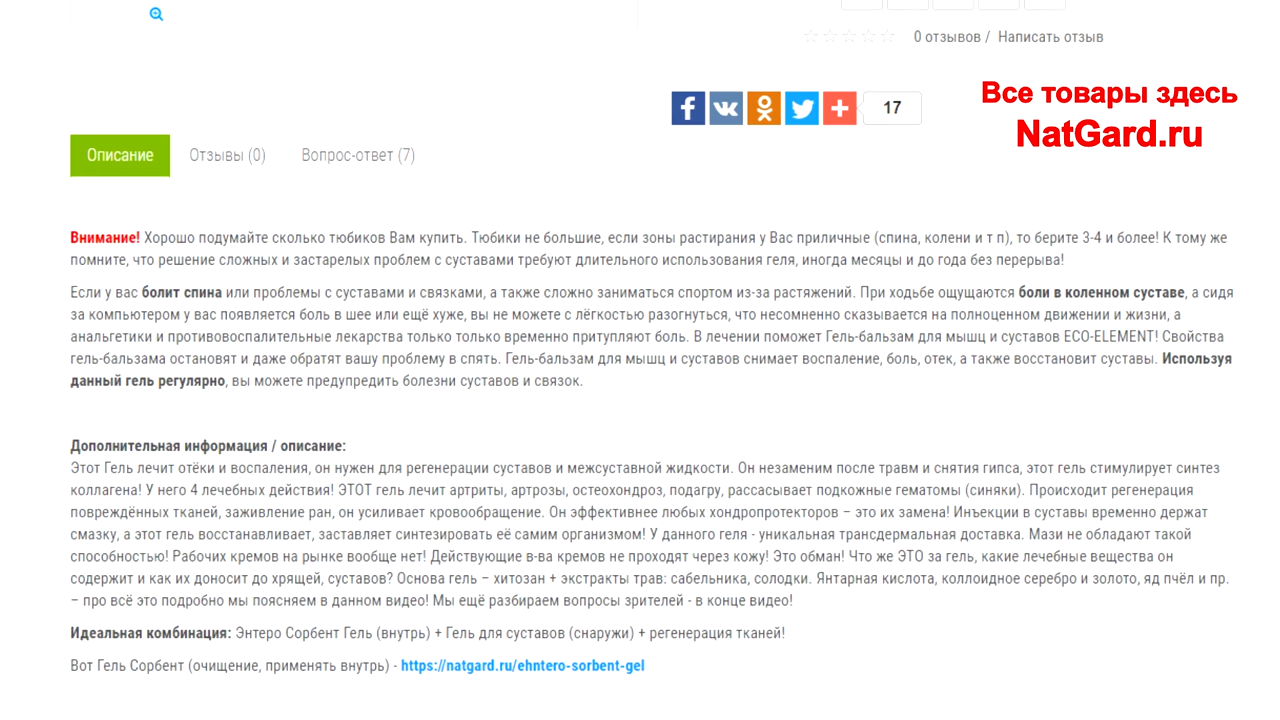 0 отзывов / Написать отзыв
17
Все товары здесь
NatGard.ru
Описание Отзывы (0) Вопрос-ответ (7)
Внимание! Хорошо подумайте сколько тюбиков Вам купить. Тюбики не большие, если зоны растирания у Вас приличные (спина, колени и т п), то берите 3-4 и более! К тому же
помните, что решение сложных и застарелых проблем с суставами требуют длительного использования геля, иногда месяцы и до года без перерыва!
Если у вас болит спина или проблемы с суставами и связками, а также сложно заниматься спортом из-за растяжений. При ходьбе ощущаются боли в коленном суставе, а сидя
за компьютером у вас появляется боль в шее или ещё хуже, вы не можете с лёгкостью разогнуться, что несомненно сказывается на полноценном движении и жизни, а
анальгетики и противовоспалительные лекарства только только временно притупляют боль. В лечении поможет Гель-бальзам для мышц и суставов ECO-ELEMENT! Свойства
гель-бальзама остановят и даже обратят вашу проблему в спять. Гель-бальзам для мышц и суставов снимает воспаление, боль, отек, а также восстановит суставы. Используя
данный гель регулярно, вы можете предупредить болезни суставов и связок.
Дополнительная информация / описание:
Этот Гель лечит отёки и воспаления, он нужен для регенерации суставов и межсуставной жидкости. Он незаменим после травм и снятия гипса, этот гель стимулирует синтез
коллагена! У него 4 лечебных действия! ЭТОТ гель лечит артриты, артрозы, остеохондроз, подагру, рассасывает подкожные гематомы (синяки). Происходит регенерация
повреждённых тканей, заживление ран, он усиливает кровообращение. Он эффективнее любых хондропротекторов – это их замена! Инъекции в суставы временно держат
смазку, а этот гель восстанавливает, заставляет синтезировать её самим организмом! У данного геля - уникальная трансдермальная доставка. Мази не обладают такой
способностью! Рабочих кремов на рынке вообще нет! Действующие в-ва кремов не проходят через кожу! Это обман! Что же ЭТО за гель, какие лечебные вещества он
содержит и как их доносит до хрящей, суставов? Основа гель – хитозан + экстракты трав: сабельника, солодки. Янтарная кислота, коллоидное серебро и золото, яд пчёл и пр.
– про всё это подробно мы поясняем в данном видео! Мы ещё разбираем вопросы зрителей - в конце видео!
Идеальная комбинация: Энтеро Сорбент Гель (внутрь) + Гель для суставов (снаружи) + регенерация тканей!
Вот Гель Сорбент (очищение, применять внутрь) - https://natgard.ru/ehntero-sorbent-gel